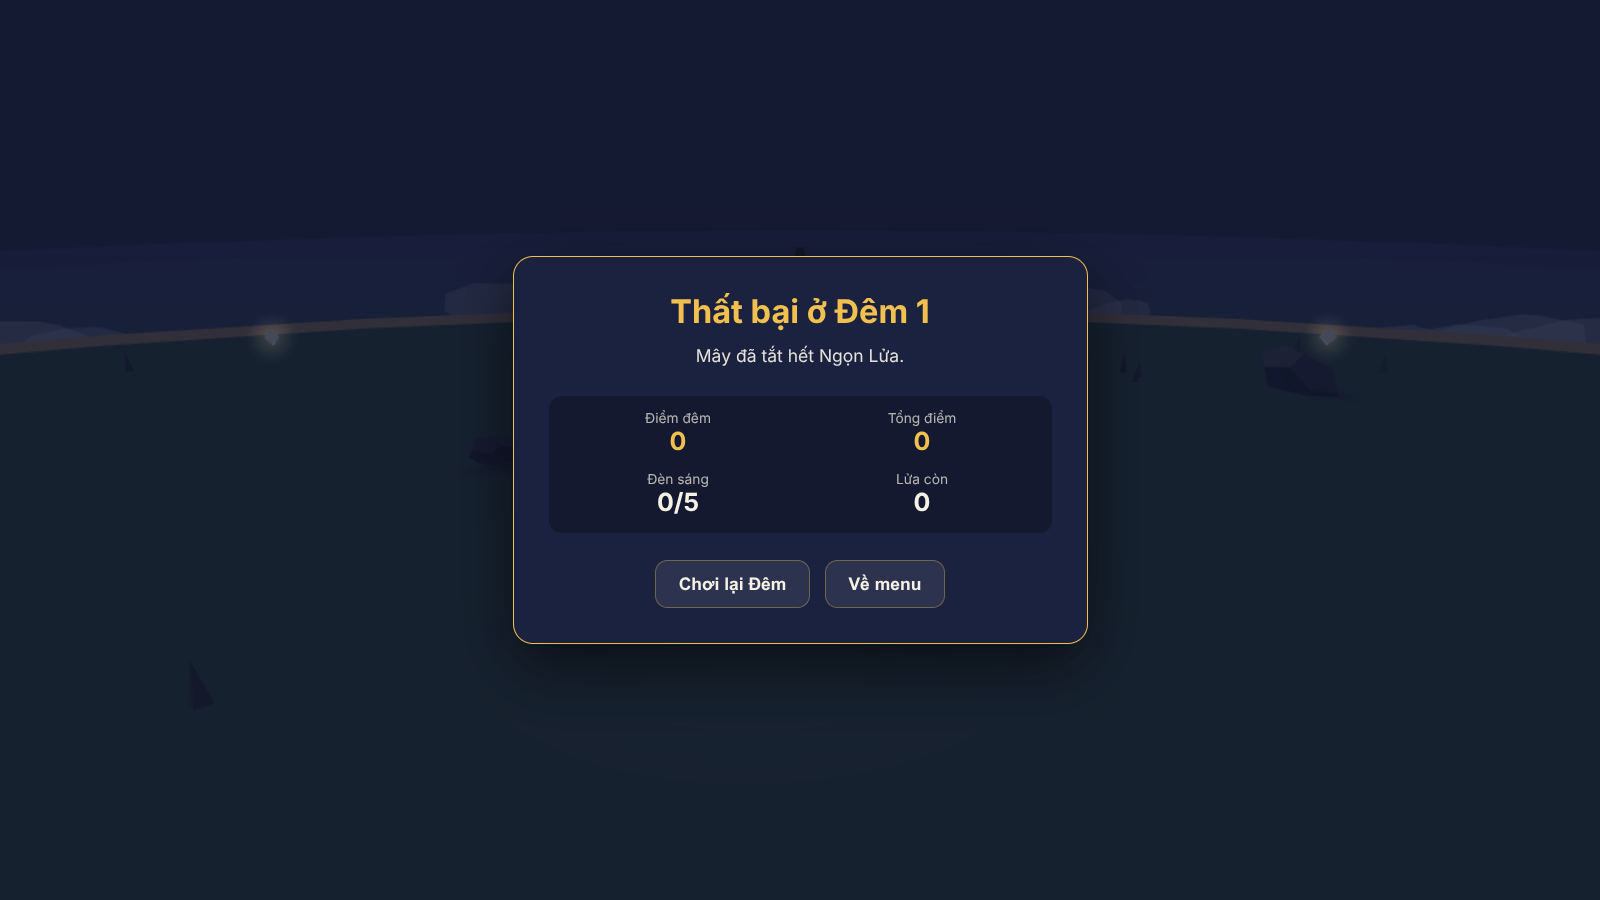 Thất bại ở Đêm 1
Mây đã tắt hết Ngọn Lửa.
Điểm đêm
0
Tổng điểm
0
Đèn sáng
0/5
Lửa còn
0
Chơi lại Đêm
Về menu